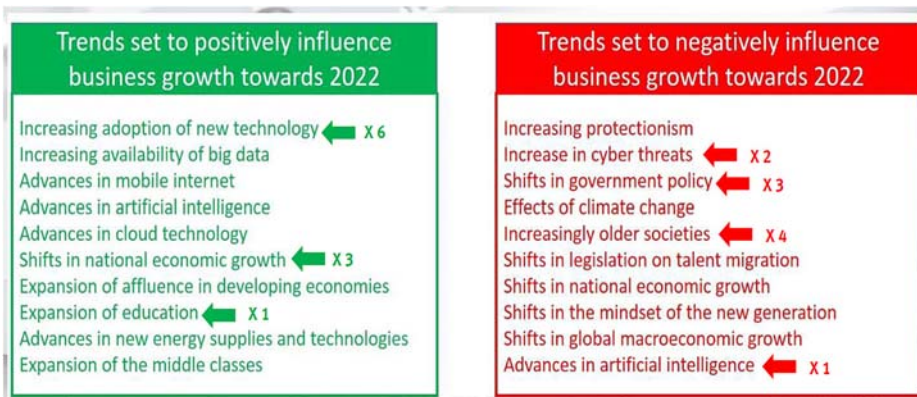 Trends set to positively influence
business growth towards 2022
Increasing adoption of new technology X 6
Increasing availability of big data
Advances in mobile internet
Advances in artificial intelligence
Advances in cloud technology
Shifts in national economic growth X 3
Expansion of affluence in developing economies
Expansion of education X 1
Advances in new energy supplies and technologies
Expansion of the middle classes
Trends set to negatively influence
business growth towards 2022
Increasing protectionism
Increase in cyber threats X 2
Shifts in government policy X 3
Effects of climate change
Increasingly older societies X 4
Shifts in legislation on talent migration
Shifts in national economic growth
Shifts in the mindset of the new generation
Shifts in global macroeconomic growth
Advances in artificial intelligence X 1